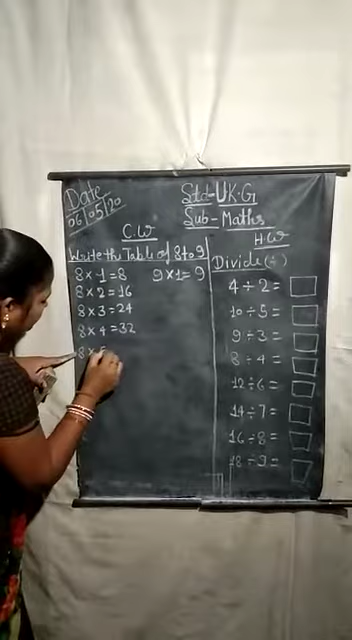 Date
06/05/20
Std-U.K.G
Sub-Maths
C.W
Write the Table of 8 to 9
8 × 1 = 8
8 × 2 = 16
8 × 3 = 24
8 × 4 = 32
8 × 5
9 × 1 = 9
H.W
Divide (÷)
4 ÷ 2 =
10 ÷ 5 =
9 ÷ 3 =
8 ÷ 4 =
12 ÷ 6 =
14 ÷ 7 =
16 ÷ 8 =
18 ÷ 9 =